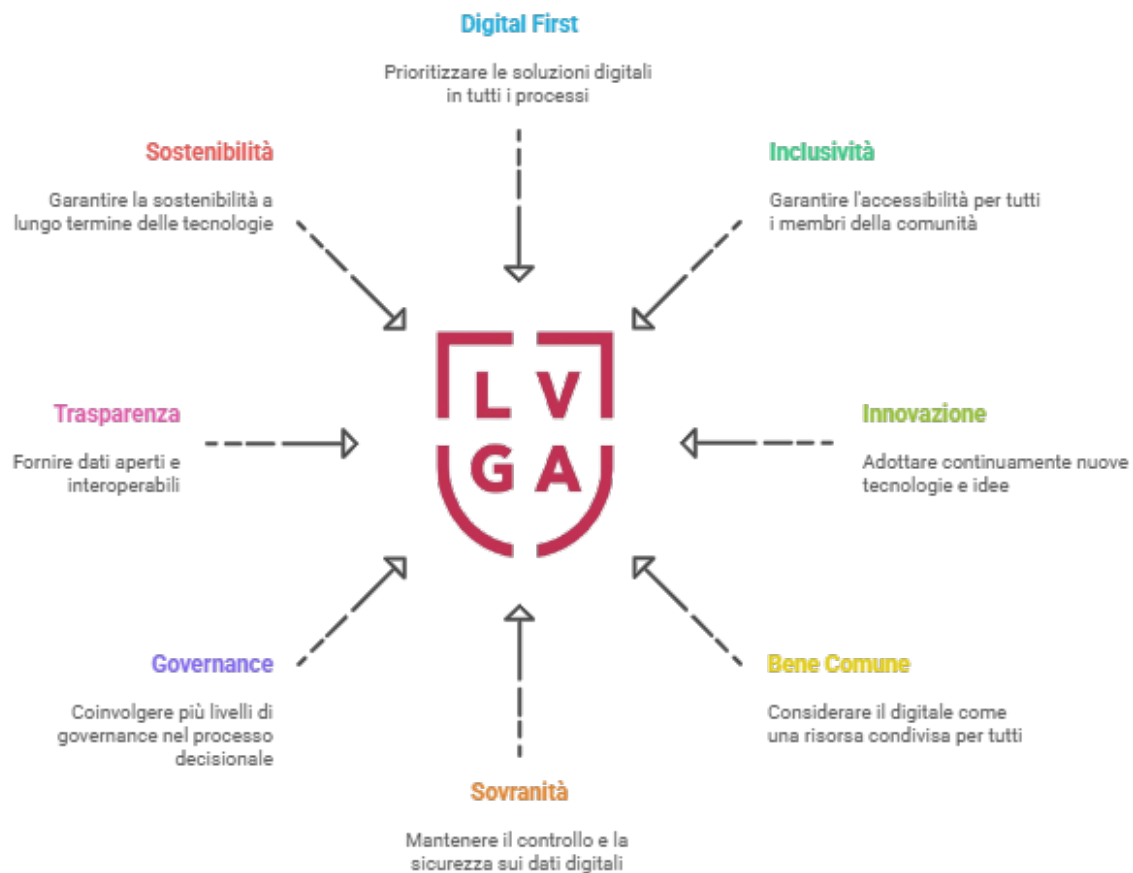 Digital First
Prioritizzare le soluzioni digitali
in tutti i processi
Sostenibilità
Garantire la sostenibilità a
lungo termine delle tecnologie
Inclusività
Garantire l'accessibilità per tutti
i membri della comunità
L V
G A
Trasparenza
Fornire dati aperti e
interoperabili
Innovazione
Adottare continuamente nuove
tecnologie e idee
Governance
Coinvolgere più livelli di
governance nel processo
decisionale
Bene Comune
Considerare il digitale come
una risorsa condivisa per tutti
Sovranità
Mantenere il controllo e la
sicurezza sui dati digitali